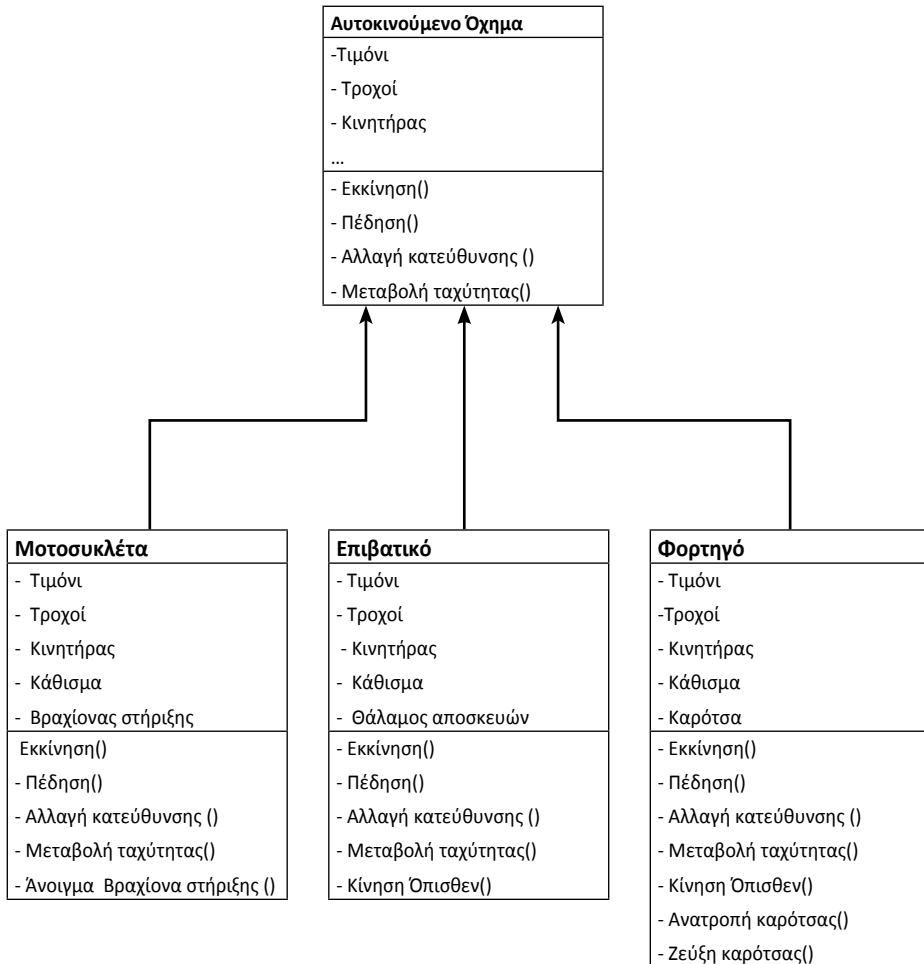 Αυτοκινούμενο Όχημα
-Τιμόνι
- Τροχοί
- Κινητήρας
...
- Εκκίνηση()
- Πέδηση()
- Αλλαγή κατεύθυνσης ()
- Μεταβολή ταχύτητας()
Μοτοσυκλέτα
- Τιμόνι
- Τροχοί
- Κινητήρας
- Κάθισμα
- Βραχίονας στήριξης
Εκκίνηση()
- Πέδηση()
- Αλλαγή κατεύθυνσης ()
- Μεταβολή ταχύτητας()
- Άνοιγμα Βραχίονα στήριξης ()
Επιβατικό
- Τιμόνι
- Τροχοί
- Κινητήρας
- Κάθισμα
- Θάλαμος αποσκευών
- Εκκίνηση()
- Πέδηση()
- Αλλαγή κατεύθυνσης ()
- Μεταβολή ταχύτητας()
- Κίνηση Όπισθεν()
Φορτηγό
- Τιμόνι
-Τροχοί
- Κινητήρας
- Κάθισμα
- Καρότσα
- Εκκίνηση()
- Πέδηση()
- Αλλαγή κατεύθυνσης ()
- Μεταβολή ταχύτητας()
- Κίνηση Όπισθεν()
- Ανατροπή καρότσας()
- Ζεύξη καρότσας()